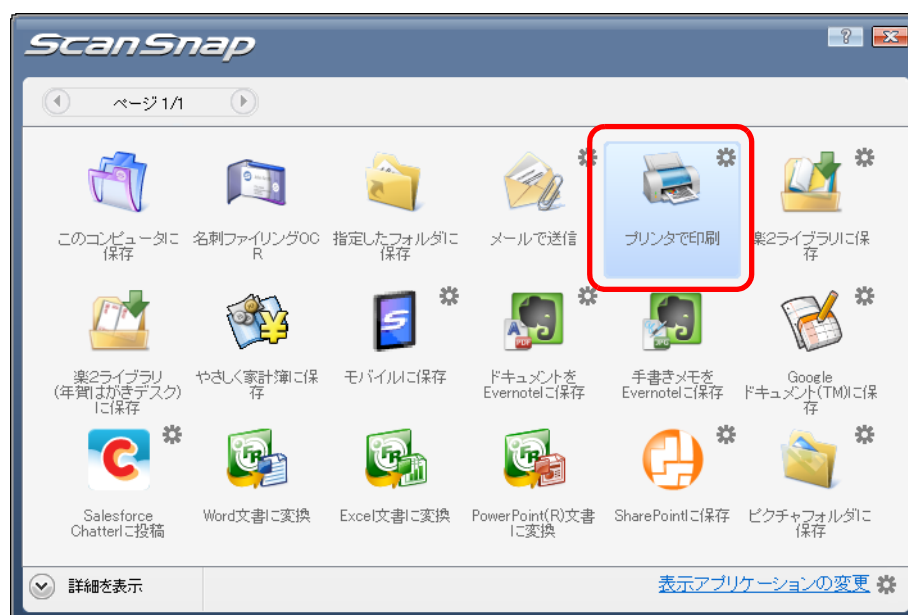 ScanSnap
?
ページ 1/1
このコンピュータに
保存
名刺ファイリングOC
R
指定したフォルダに
保存
メールで送信
プリンタで印刷
楽2ライブラリに保
存
楽2ライブラリ
(年賀はがきデスク)
に保存
やさしく家計簿に保
存
モバイルに保存
ドキュメントを
Evernoteに保存
手書きメモを
Evernoteに保存
Google
ドキュメント(TM)に保
存
Salesforce
Chatterに投稿
Word文書に変換
Excel文書に変換
PowerPoint(R)文書
に変換
SharePointに保存
ピクチャフォルダに
保存
詳細を表示
表示アプリケーションの変更